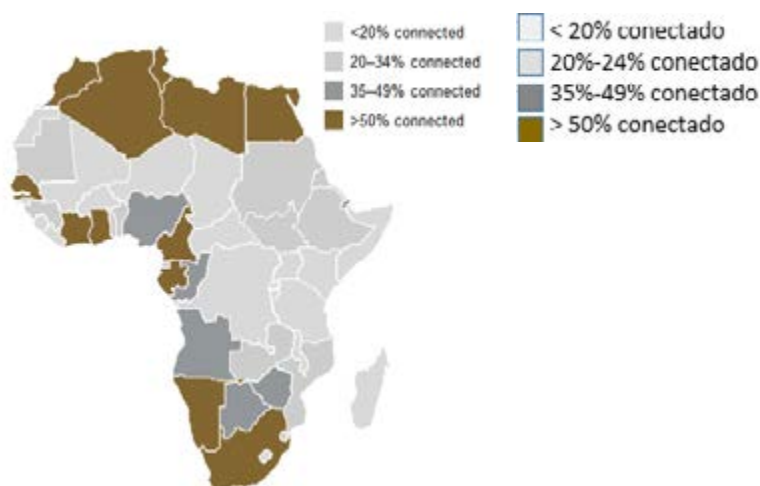 <20% connected
20–34% connected
35–49% connected
>50% connected
< 20% conectado
20%-24% conectado
35%-49% conectado
> 50% conectado